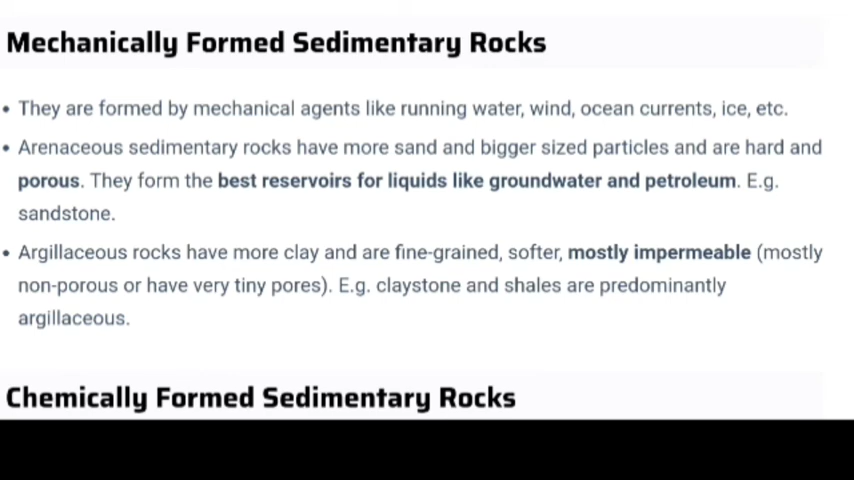 Mechanically Formed Sedimentary Rocks
• They are formed by mechanical agents like running water, wind, ocean currents, ice, etc.
• Arenaceous sedimentary rocks have more sand and bigger sized particles and are hard and
porous. They form the best reservoirs for liquids like groundwater and petroleum. E.g.
sandstone.
• Argillaceous rocks have more clay and are fine-grained, softer, mostly impermeable (mostly
non-porous or have very tiny pores). E.g. claystone and shales are predominantly
argillaceous.
Chemically Formed Sedimentary Rocks